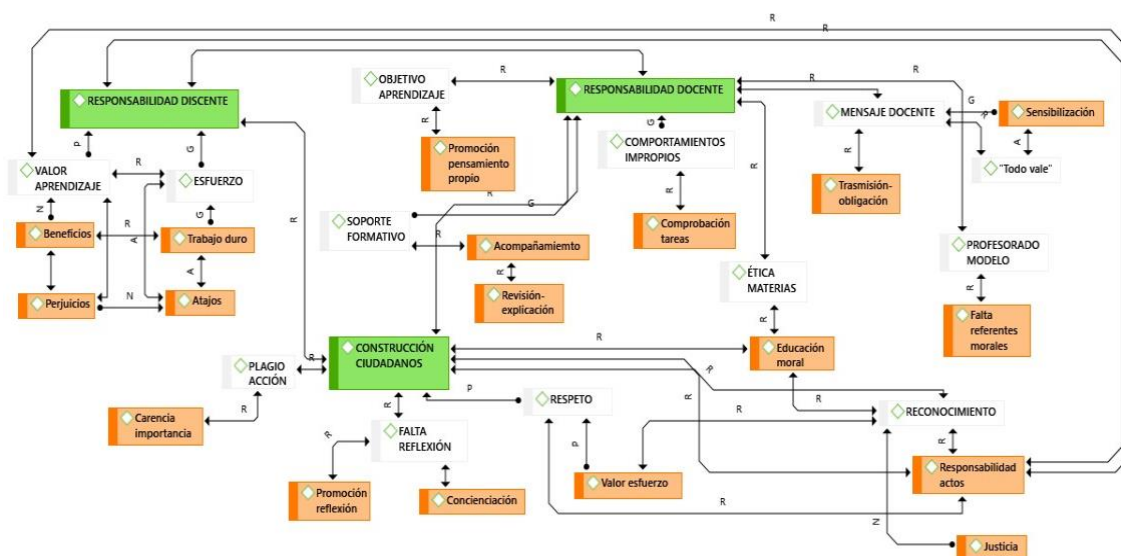 R
R
R
R
R
G
OBJETIVO
APRENDIZAJE
RESPONSABILIDAD DOCENTE
RESPONSABILIDAD DISCENTE
MENSAJE DOCENTE
Sensibilización
P
G
R
G
R
A
COMPORTAMIENTOS
IMPROPIOS
Promoción
pensamiento
propio
VALOR
APRENDIZAJE
R
ESFUERZO
"Todo vale"
R
R
Trasmisión-
obligación
N
R
G
R
G
SOPORTE
FORMATIVO
Comprobación
tareas
Beneficios
A
Trabajo duro
R
R
R
Acompañamiemto
PROFESORADO
MODELO
A
R
ÉTICA
MATERIAS
Perjuicios
N
Atajos
Revisión-
explicación
R
R
R
Falta
referentes
morales
CONSTRUCCIÓN
CIUDADANOS
R
Educación
moral
PLAGIO
ACCIÓN
R
R
P
RESPETO
R
R
R
R
RECONOCIMIENTO
Carencia
importancia
R
FALTA
REFLEXIÓN
R
P
R
Responsabilidad
actos
Promoción
reflexión
Concienciación
Valor esfuerzo
R
N
Justicia